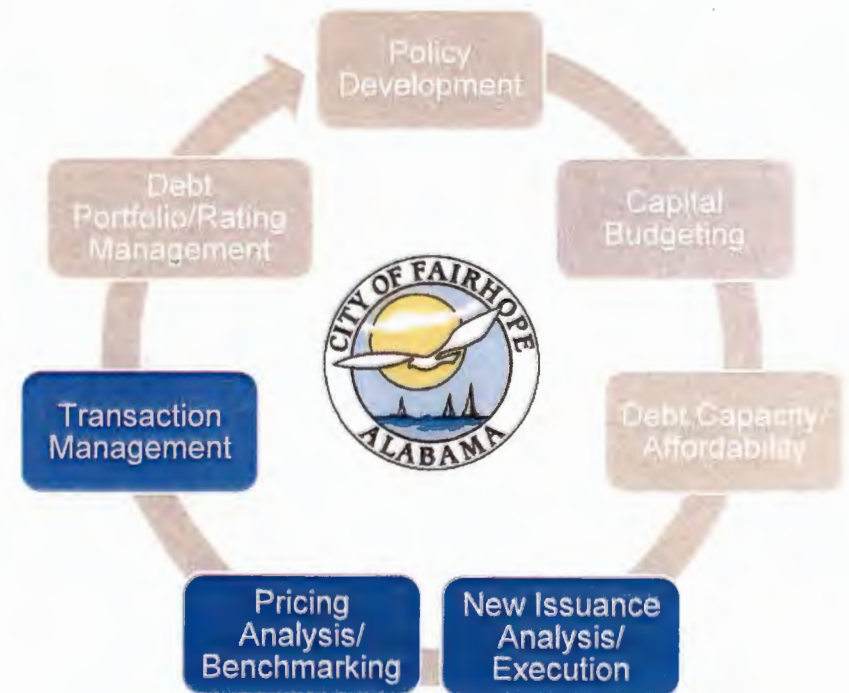 Policy
Development
Capital
Budgeting
Debt Capacity/
Affordability
New Issuance
Analysis/
Execution
Pricing
Analysis/
Benchmarking
Transaction
Management
Debt
Portfolio/Rating
Management
CITY OF FAIRHOPE
ALABAMA